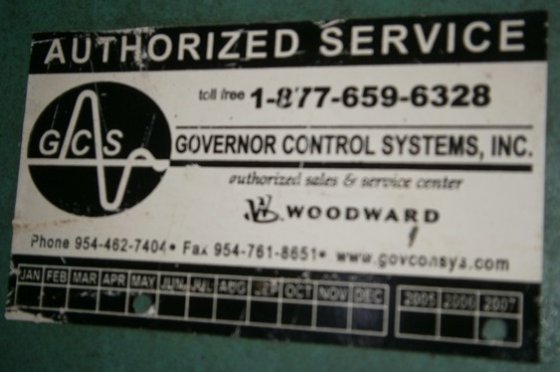 AUTHORIZED SERVICE
toll free 1-877-659-6328
GCS
GOVERNOR CONTROL SYSTEMS, INC.
authorized sales & service center
W WOODWARD
Phone 954-462-7404 • Fax 954-761-8651 • www.govconsys.com
JAN FEB MAR APR MAY JUN JUL AUG SEP OCT NOV DEC 2005 2006 2007